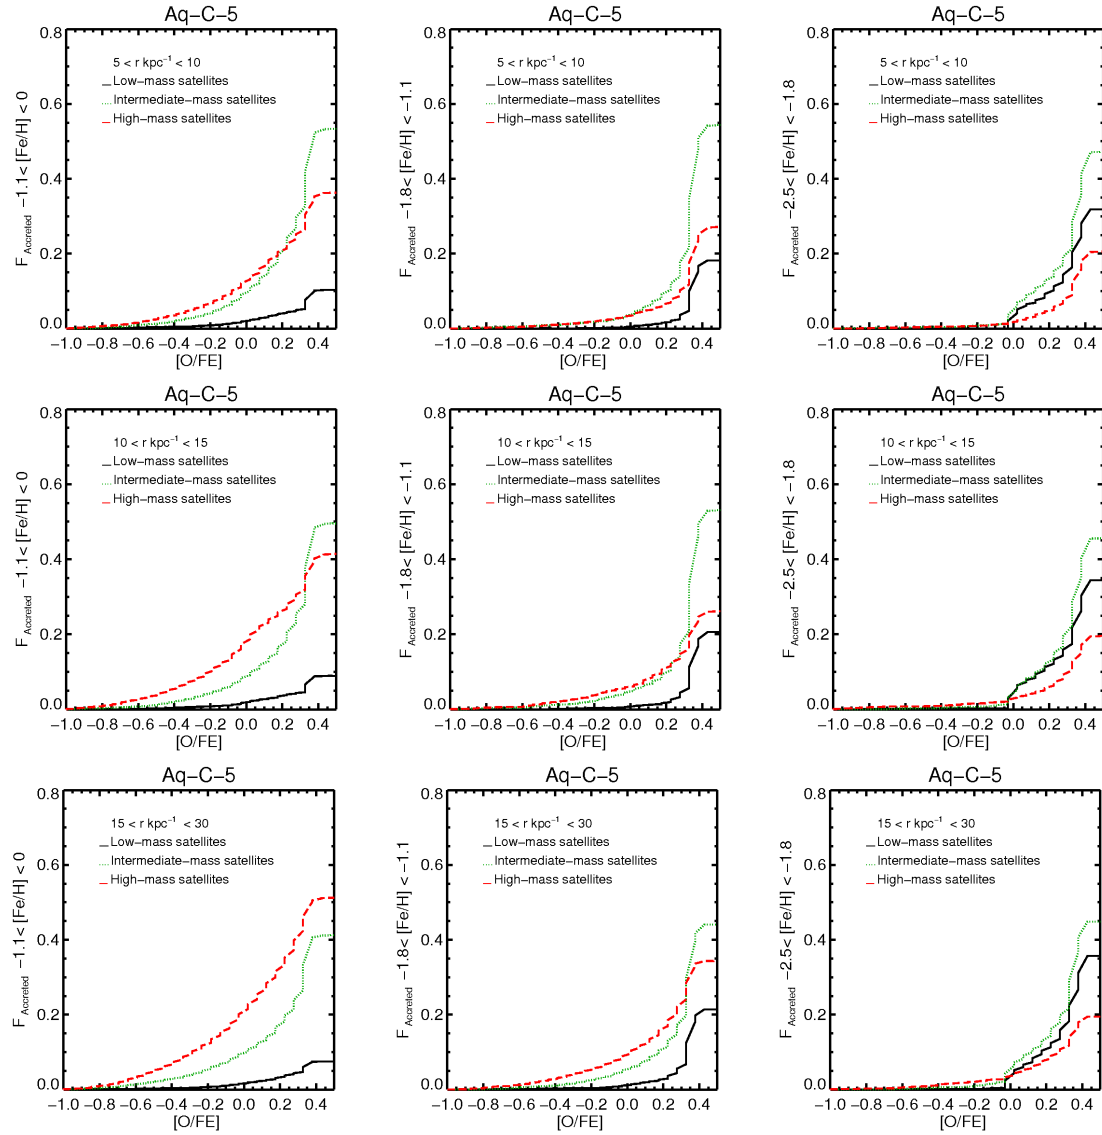 Aq−C−5
Aq−C−5
Aq−C−5
F Accreted −1.1< [Fe/H] < 0
0.8
0.6
0.4
0.2
0.0
5 < r kpc⁻¹ < 10
Low−mass satellites
Intermediate−mass satellites
High−mass satellites
−1.0 −0.8 −0.6 −0.4 −0.2 0.0 0.2 0.4
[O/FE]
F Accreted −1.8< [Fe/H] < −1.1
0.8
0.6
0.4
0.2
0.0
5 < r kpc⁻¹ < 10
Low−mass satellites
Intermediate−mass satellites
High−mass satellites
−1.0 −0.8 −0.6 −0.4 −0.2 0.0 0.2 0.4
[O/FE]
F Accreted −2.5< [Fe/H] < −1.8
0.8
0.6
0.4
0.2
0.0
5 < r kpc⁻¹ < 10
Low−mass satellites
Intermediate−mass satellites
High−mass satellites
−1.0 −0.8 −0.6 −0.4 −0.2 0.0 0.2 0.4
[O/FE]
Aq−C−5
Aq−C−5
Aq−C−5
F Accreted −1.1< [Fe/H] < 0
0.8
0.6
0.4
0.2
0.0
10 < r kpc⁻¹ < 15
Low−mass satellites
Intermediate−mass satellites
High−mass satellites
−1.0 −0.8 −0.6 −0.4 −0.2 0.0 0.2 0.4
[O/FE]
F Accreted −1.8< [Fe/H] < −1.1
0.8
0.6
0.4
0.2
0.0
10 < r kpc⁻¹ < 15
Low−mass satellites
Intermediate−mass satellites
High−mass satellites
−1.0 −0.8 −0.6 −0.4 −0.2 0.0 0.2 0.4
[O/FE]
F Accreted −2.5< [Fe/H] < −1.8
0.8
0.6
0.4
0.2
0.0
10 < r kpc⁻¹ < 15
Low−mass satellites
Intermediate−mass satellites
High−mass satellites
−1.0 −0.8 −0.6 −0.4 −0.2 0.0 0.2 0.4
[O/FE]
Aq−C−5
Aq−C−5
Aq−C−5
F Accreted −1.1< [Fe/H] < 0
0.8
0.6
0.4
0.2
0.0
15 < r kpc⁻¹ < 30
Low−mass satellites
Intermediate−mass satellites
High−mass satellites
−1.0 −0.8 −0.6 −0.4 −0.2 0.0 0.2 0.4
[O/FE]
F Accreted −1.8< [Fe/H] < −1.1
0.8
0.6
0.4
0.2
0.0
15 < r kpc⁻¹ < 30
Low−mass satellites
Intermediate−mass satellites
High−mass satellites
−1.0 −0.8 −0.6 −0.4 −0.2 0.0 0.2 0.4
[O/FE]
F Accreted −2.5< [Fe/H] < −1.8
0.8
0.6
0.4
0.2
0.0
15 < r kpc⁻¹ < 30
Low−mass satellites
Intermediate−mass satellites
High−mass satellites
−1.0 −0.8 −0.6 −0.4 −0.2 0.0 0.2 0.4
[O/FE]